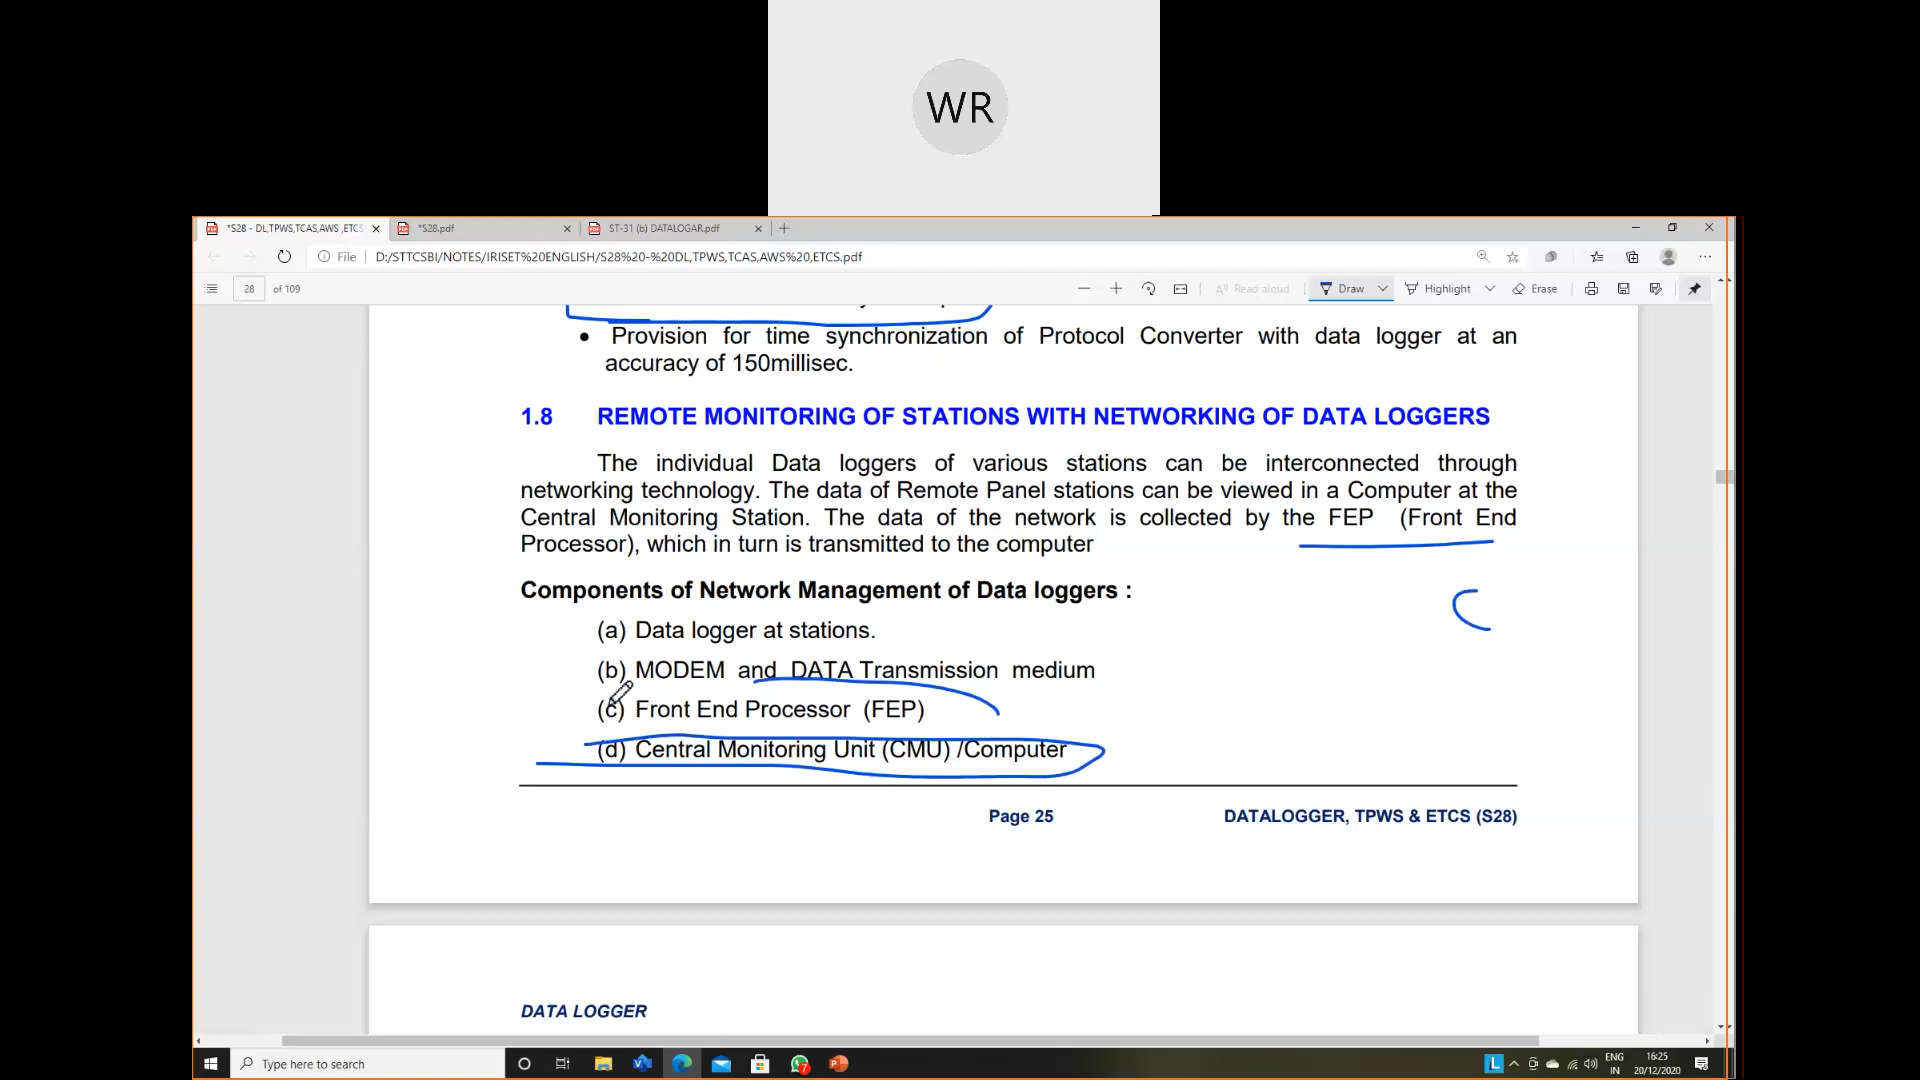 WR
*S28 - DL,TPWS,TCAS,AWS ,ETCS
*S28.pdf
ST-31 (b) DATALOGAR.pdf
File D:/STTCSBI/NOTES/IRISET%20ENGLISH/S28%20-%20DL,TPWS,TCAS,AWS%20,ETCS.pdf
28 of 109
Read aloud Draw Highlight Erase
• Provision for time synchronization of Protocol Converter with data logger at an
accuracy of 150millisec.
1.8 REMOTE MONITORING OF STATIONS WITH NETWORKING OF DATA LOGGERS
The individual Data loggers of various stations can be interconnected through
networking technology. The data of Remote Panel stations can be viewed in a Computer at the
Central Monitoring Station. The data of the network is collected by the FEP (Front End
Processor), which in turn is transmitted to the computer
Components of Network Management of Data loggers :
(a) Data logger at stations.
(b) MODEM and DATA Transmission medium
(c) Front End Processor (FEP)
(d) Central Monitoring Unit (CMU) /Computer
Page 25 DATALOGGER, TPWS & ETCS (S28)
DATA LOGGER
Type here to search
7
L
ENG
IN
16:25
20/12/2020